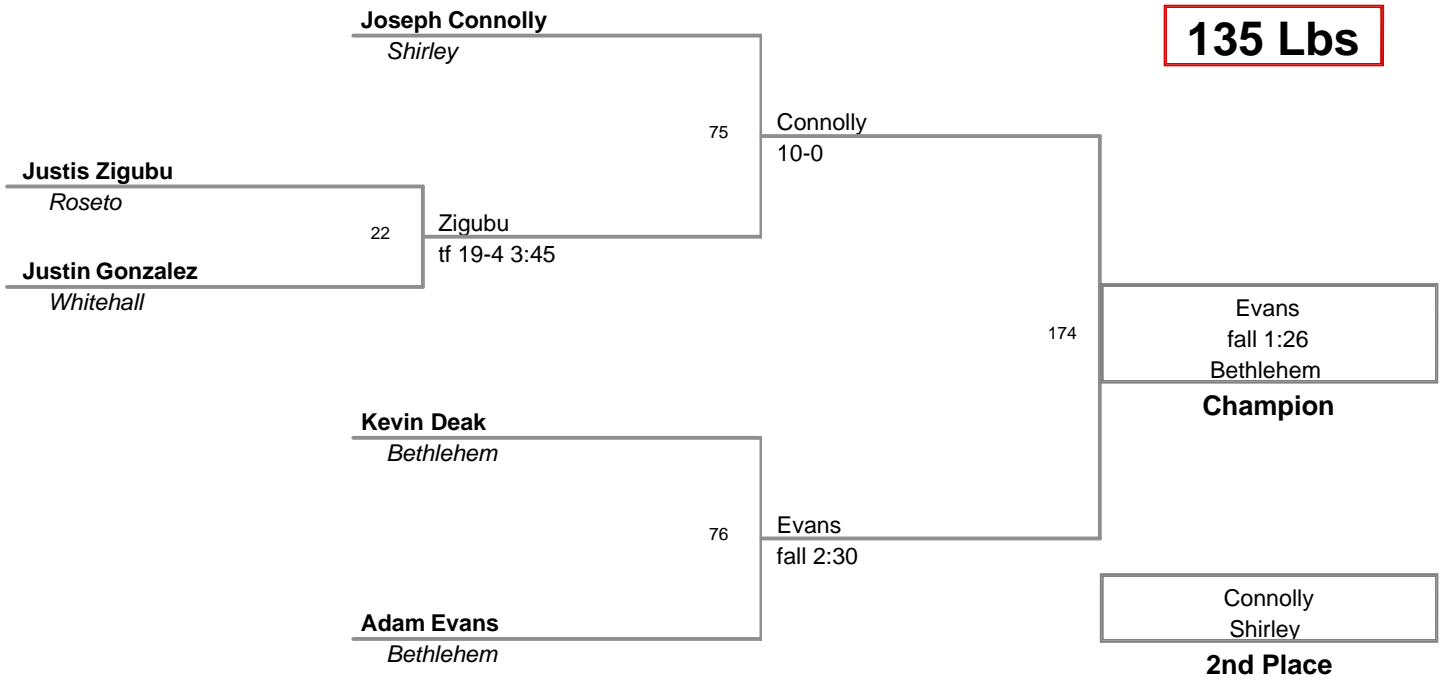 Joseph Connolly
Shirley
135 Lbs
75
Connolly
10-0
Justis Zigubu
Roseto
22
Zigubu
tf 19-4 3:45
Justin Gonzalez
Whitehall
174
Evans
fall 1:26
Bethlehem
Champion
Kevin Deak
Bethlehem
76
Evans
fall 2:30
Adam Evans
Bethlehem
Connolly
Shirley
2nd Place